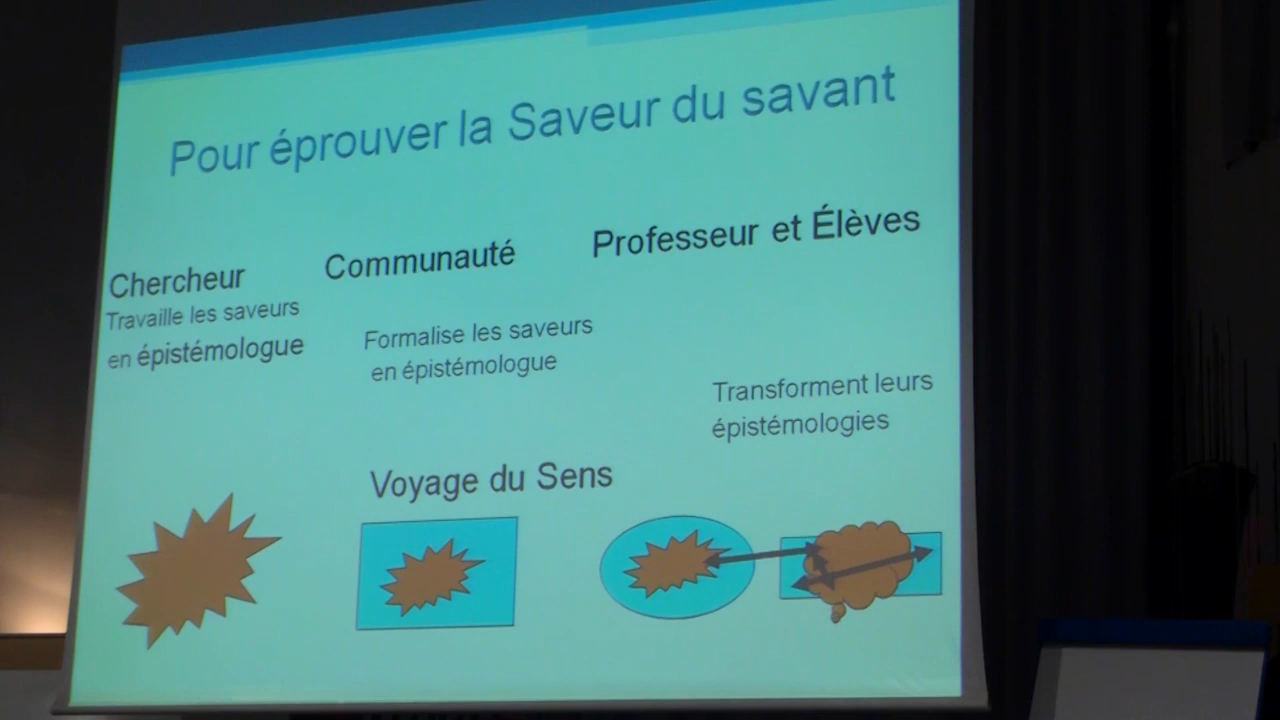 Pour éprouver la Saveur du savant
Chercheur
Travaille les saveurs
en épistémologue
Communauté
Formalise les saveurs
en épistémologue
Professeur et Élèves
Transforment leurs
épistémologies
Voyage du Sens